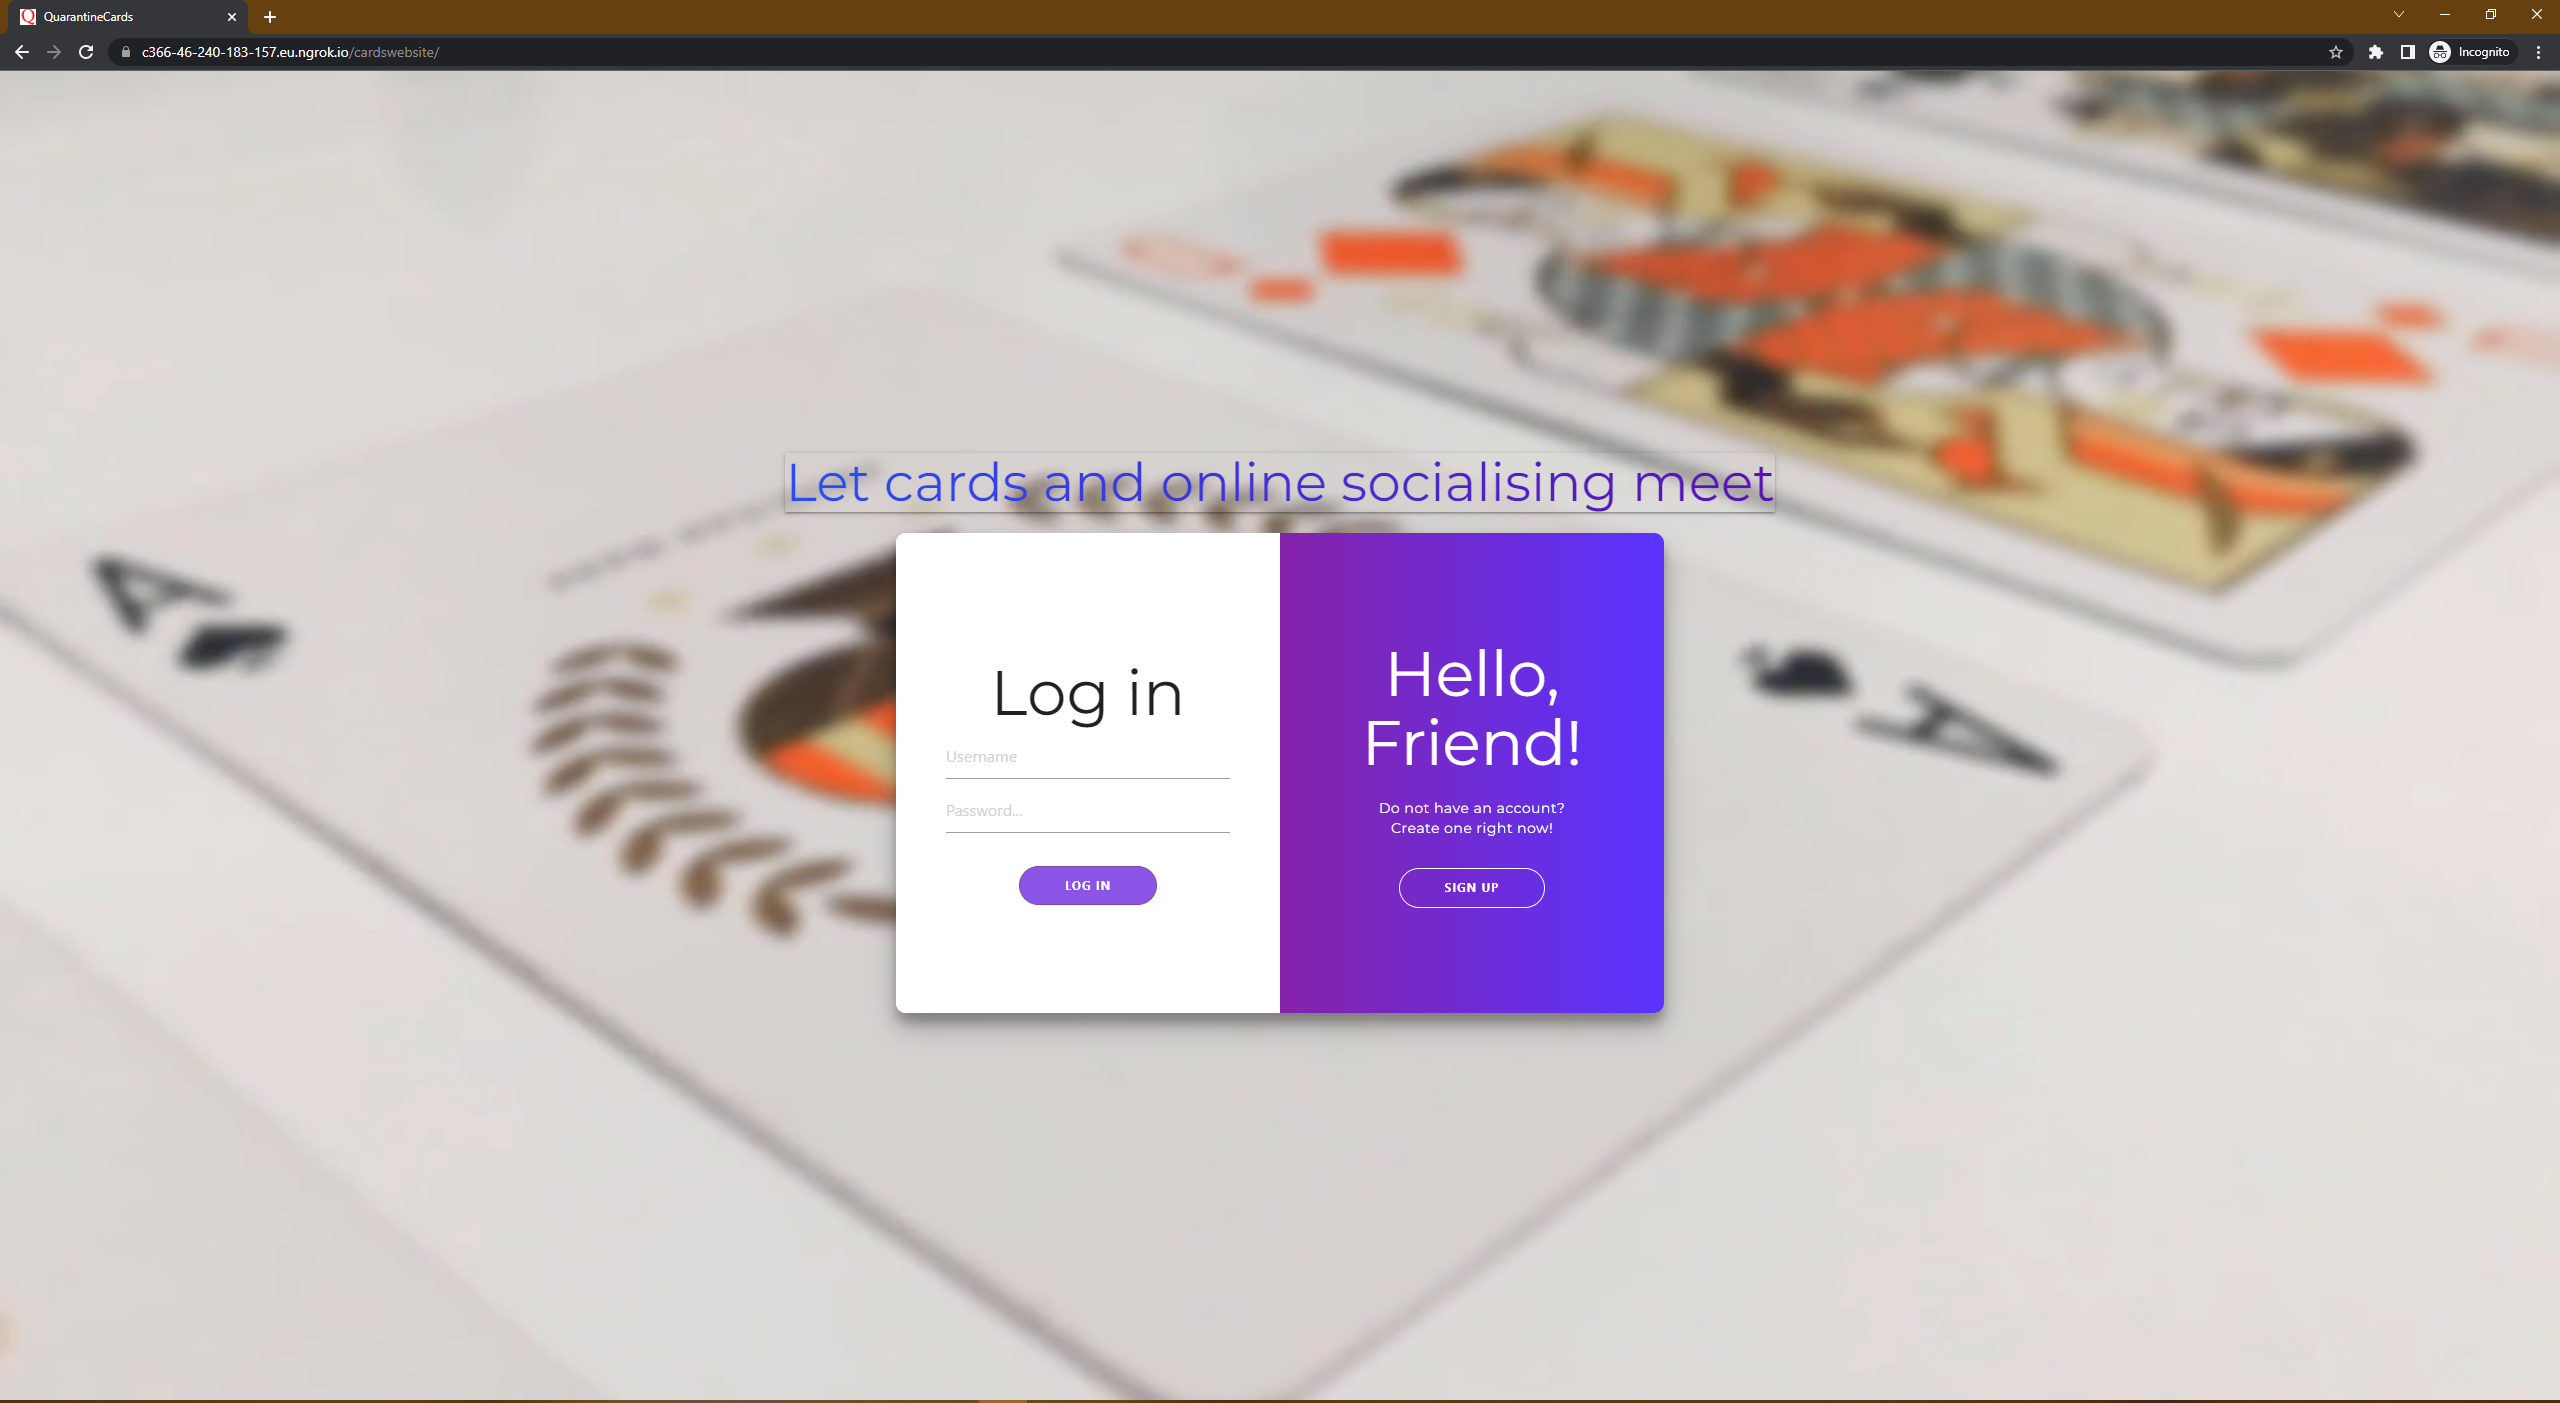 QuarantineCards
c366-46-240-183-157.eu.ngrok.io/cardswebsite/
Incognito
Let cards and online socialising meet
A
A
Log in
Username
Password...
LOG IN
Hello,
Friend!
Do not have an account?
Create one right now!
SIGN UP